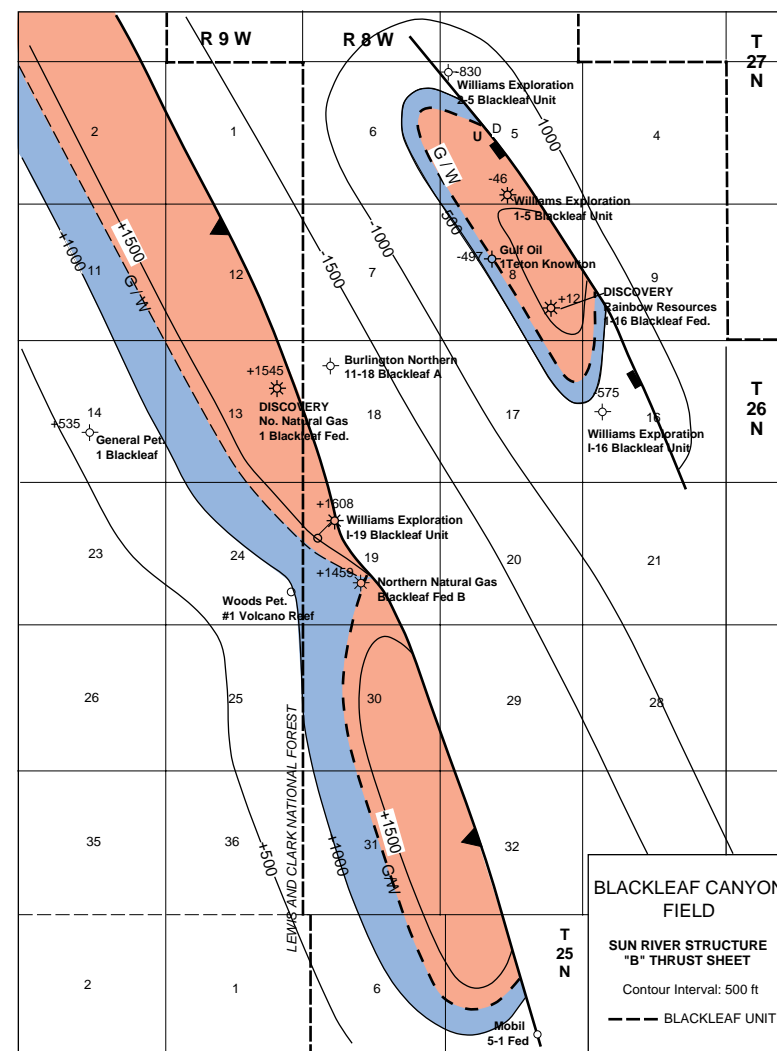 R 9 W
R 8 W
T
27
N
-830
Williams Exploration
2-5 Blackleaf Unit
2
1
6
U
D
5
-1000
4
G / W
-46
Williams Exploration
1-5 Blackleaf Unit
+1500
+1000
-1500
-1000
-500
11
G / W
12
7
-497
Gulf Oil
1Teton Knowlton
8
9
+12
DISCOVERY
Rainbow Resources
1-16 Blackleaf Fed.
+1545
Burlington Northern
11-18 Blackleaf A
T
26
N
14
+535
General Pet.
1 Blackleaf
13
DISCOVERY
No. Natural Gas
1 Blackleaf Fed.
18
17
-575
16
Williams Exploration
I-16 Blackleaf Unit
+1608
Williams Exploration
I-19 Blackleaf Unit
23
24
19
20
21
+1459
Northern Natural Gas
Blackleaf Fed B
Woods Pet.
#1 Volcano Reef
26
25
30
29
28
LEWIS AND CLARK NATIONAL FOREST
35
36
+500
+1000
31
+1500
G/W
32
BLACKLEAF CANYON
FIELD
SUN RIVER STRUCTURE
"B" THRUST SHEET
Contour Interval: 500 ft
BLACKLEAF UNIT
T
25
N
2
1
6
Mobil
5-1 Fed